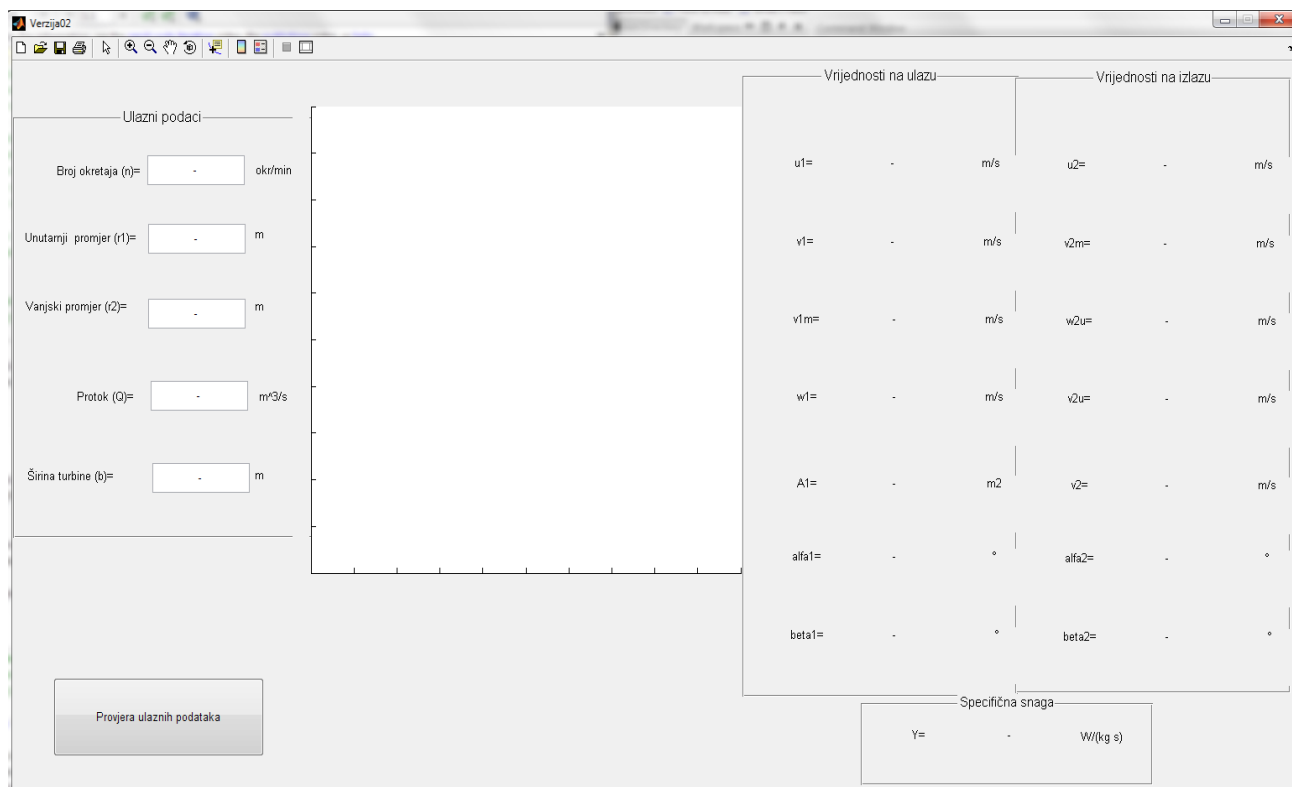 Verzija02
Ulazni podaci
Broj okretaja (n)= - okr/min
Unutarnji promjer (r1)= - m
Vanjski promjer (r2)= - m
Protok (Q)= - m^3/s
Širina turbine (b)= - m
Provjera ulaznih podataka
Vrijednosti na ulazu
u1= - m/s
v1= - m/s
v1m= - m/s
w1= - m/s
A1= - m2
alfa1= - °
beta1= - °
Vrijednosti na izlazu
u2= - m/s
v2m= - m/s
w2u= - m/s
v2u= - m/s
v2= - m/s
alfa2= - °
beta2= - °
Specifična snaga
Y= - W/(kg s)